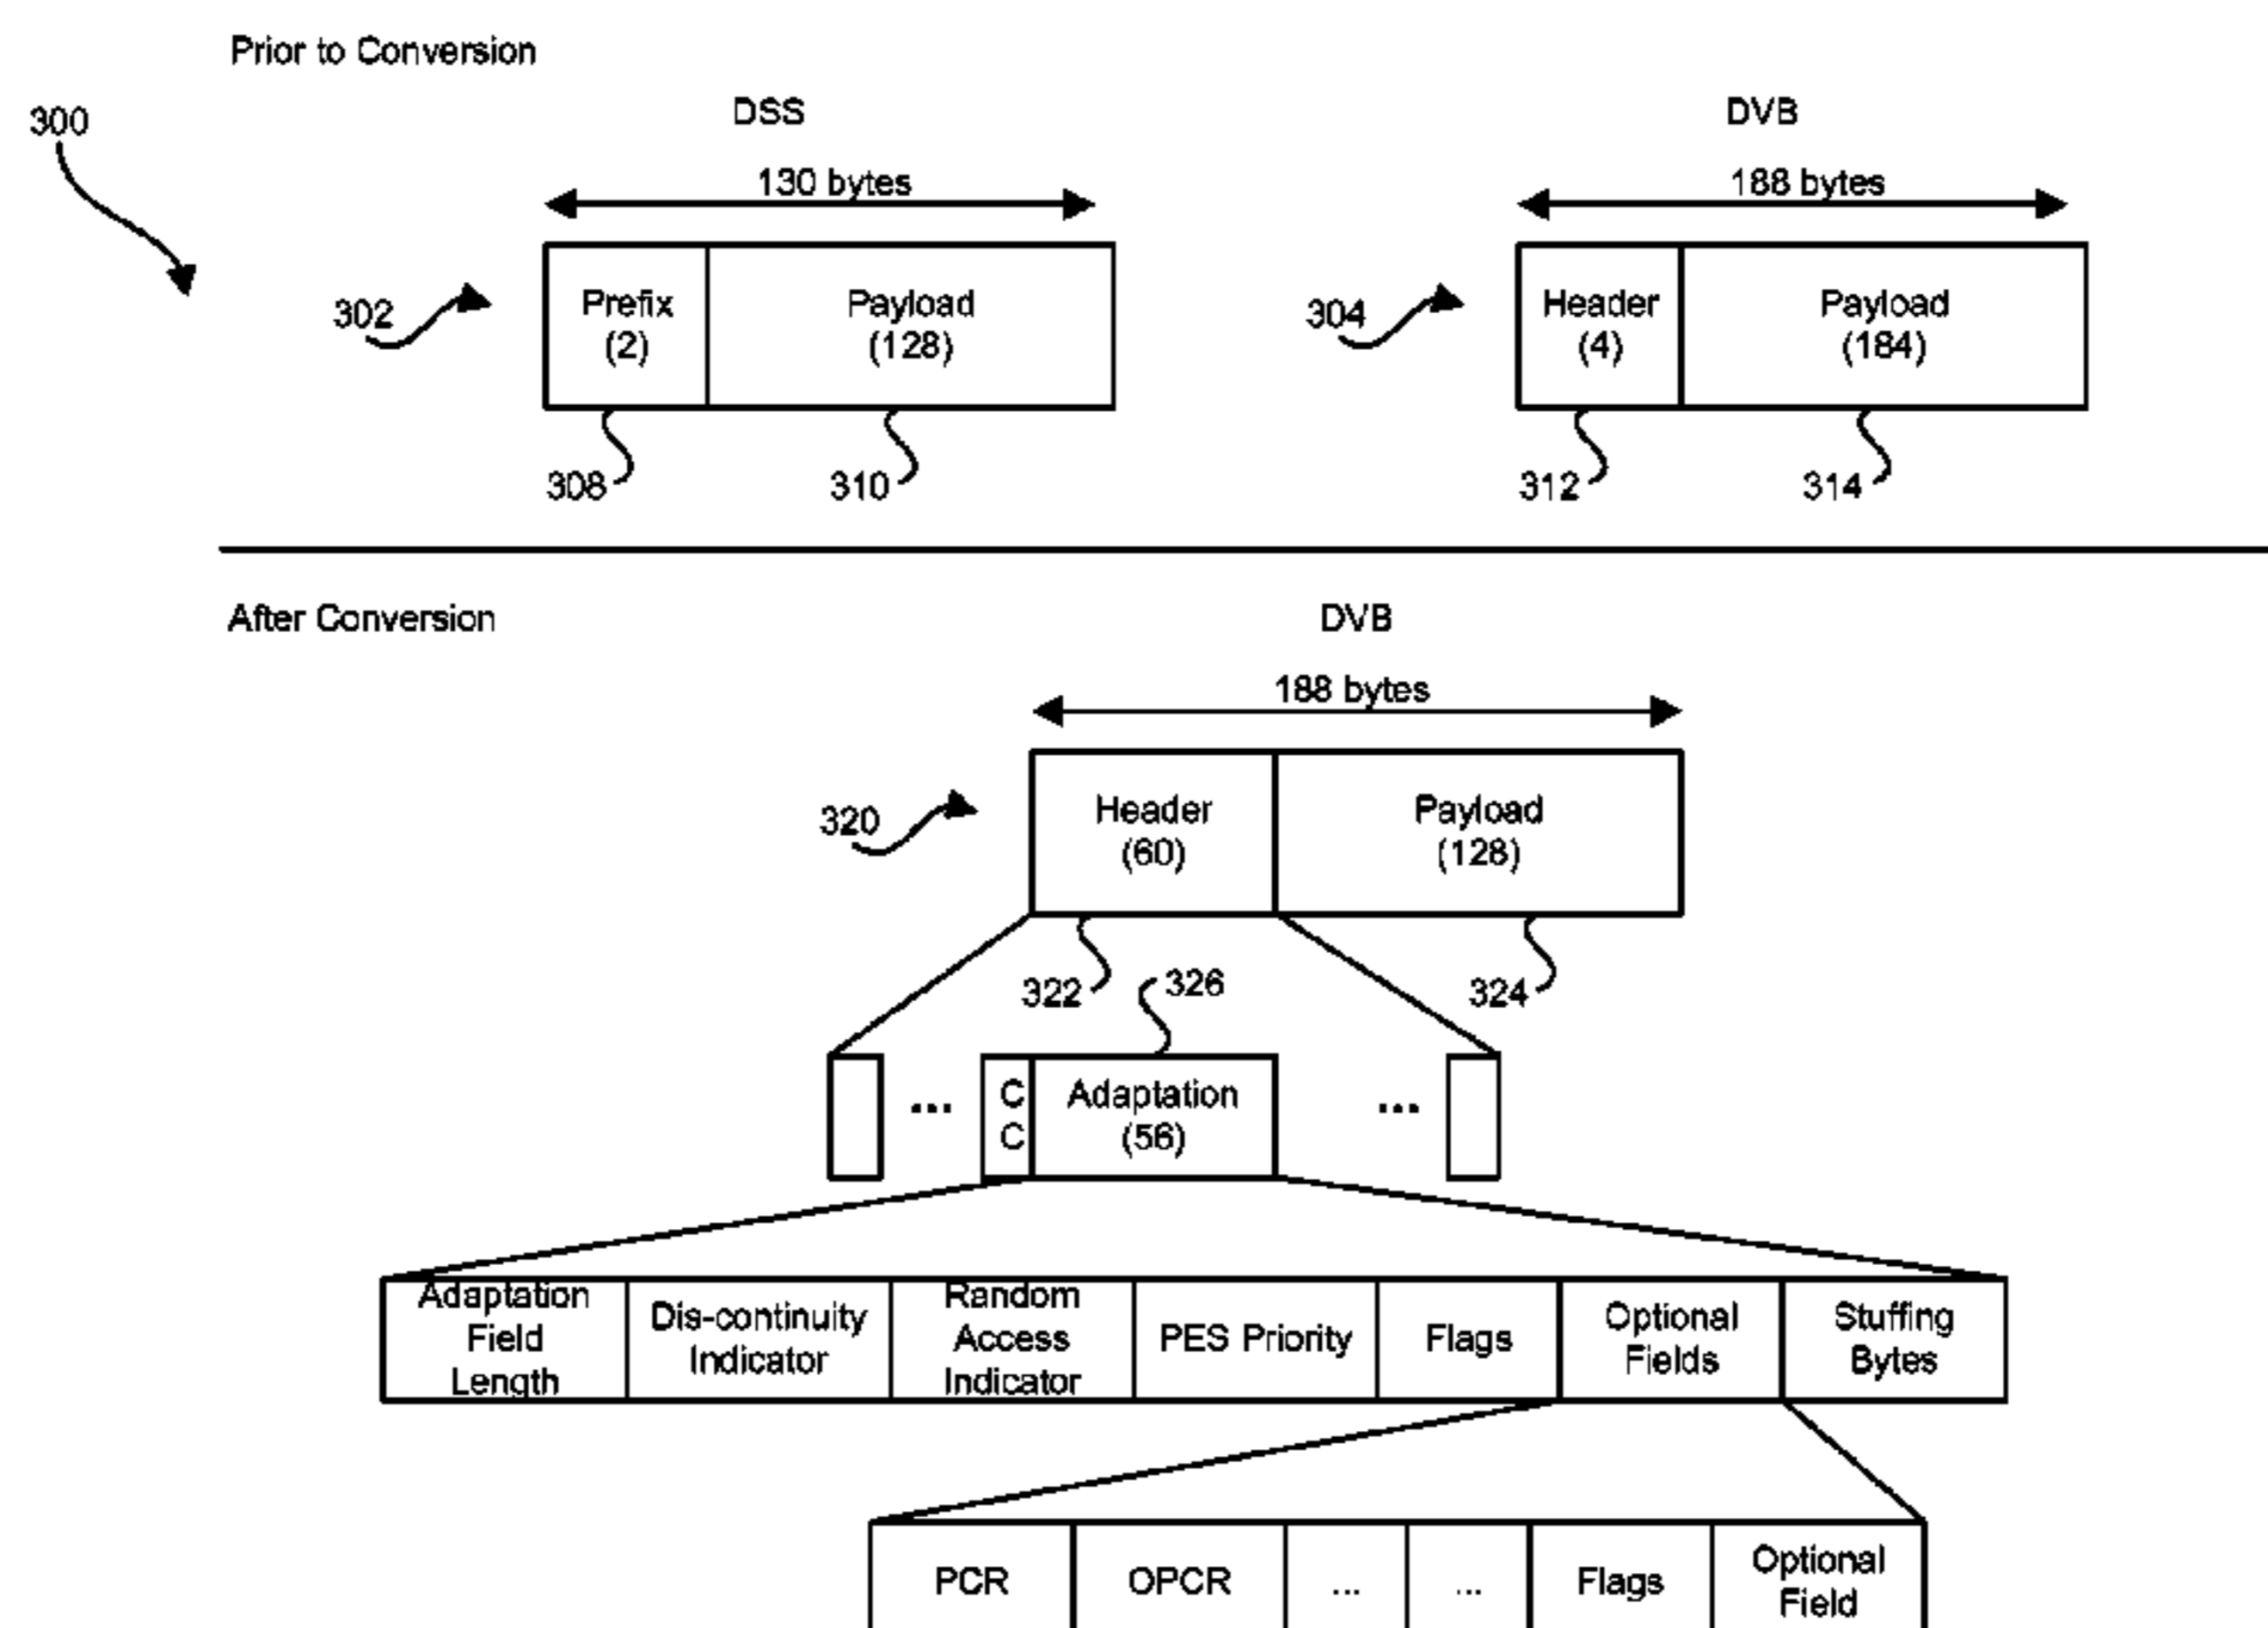 Prior to Conversion
300
DSS
DVB
130 bytes
188 bytes
302
Prefix
(2)
Payload
(128)
304
Header
(4)
Payload
(184)
308
310
312
314
After Conversion
DVB
188 bytes
320
Header
(60)
Payload
(128)
322
326
324
...
C
C
Adaptation
(56)
...
Adaptation
Field
Length
Dis-continuity
Indicator
Random
Access
Indicator
PES Priority
Flags
Optional
Fields
Stuffing
Bytes
PCR
OPCR
...
...
Flags
Optional
Field